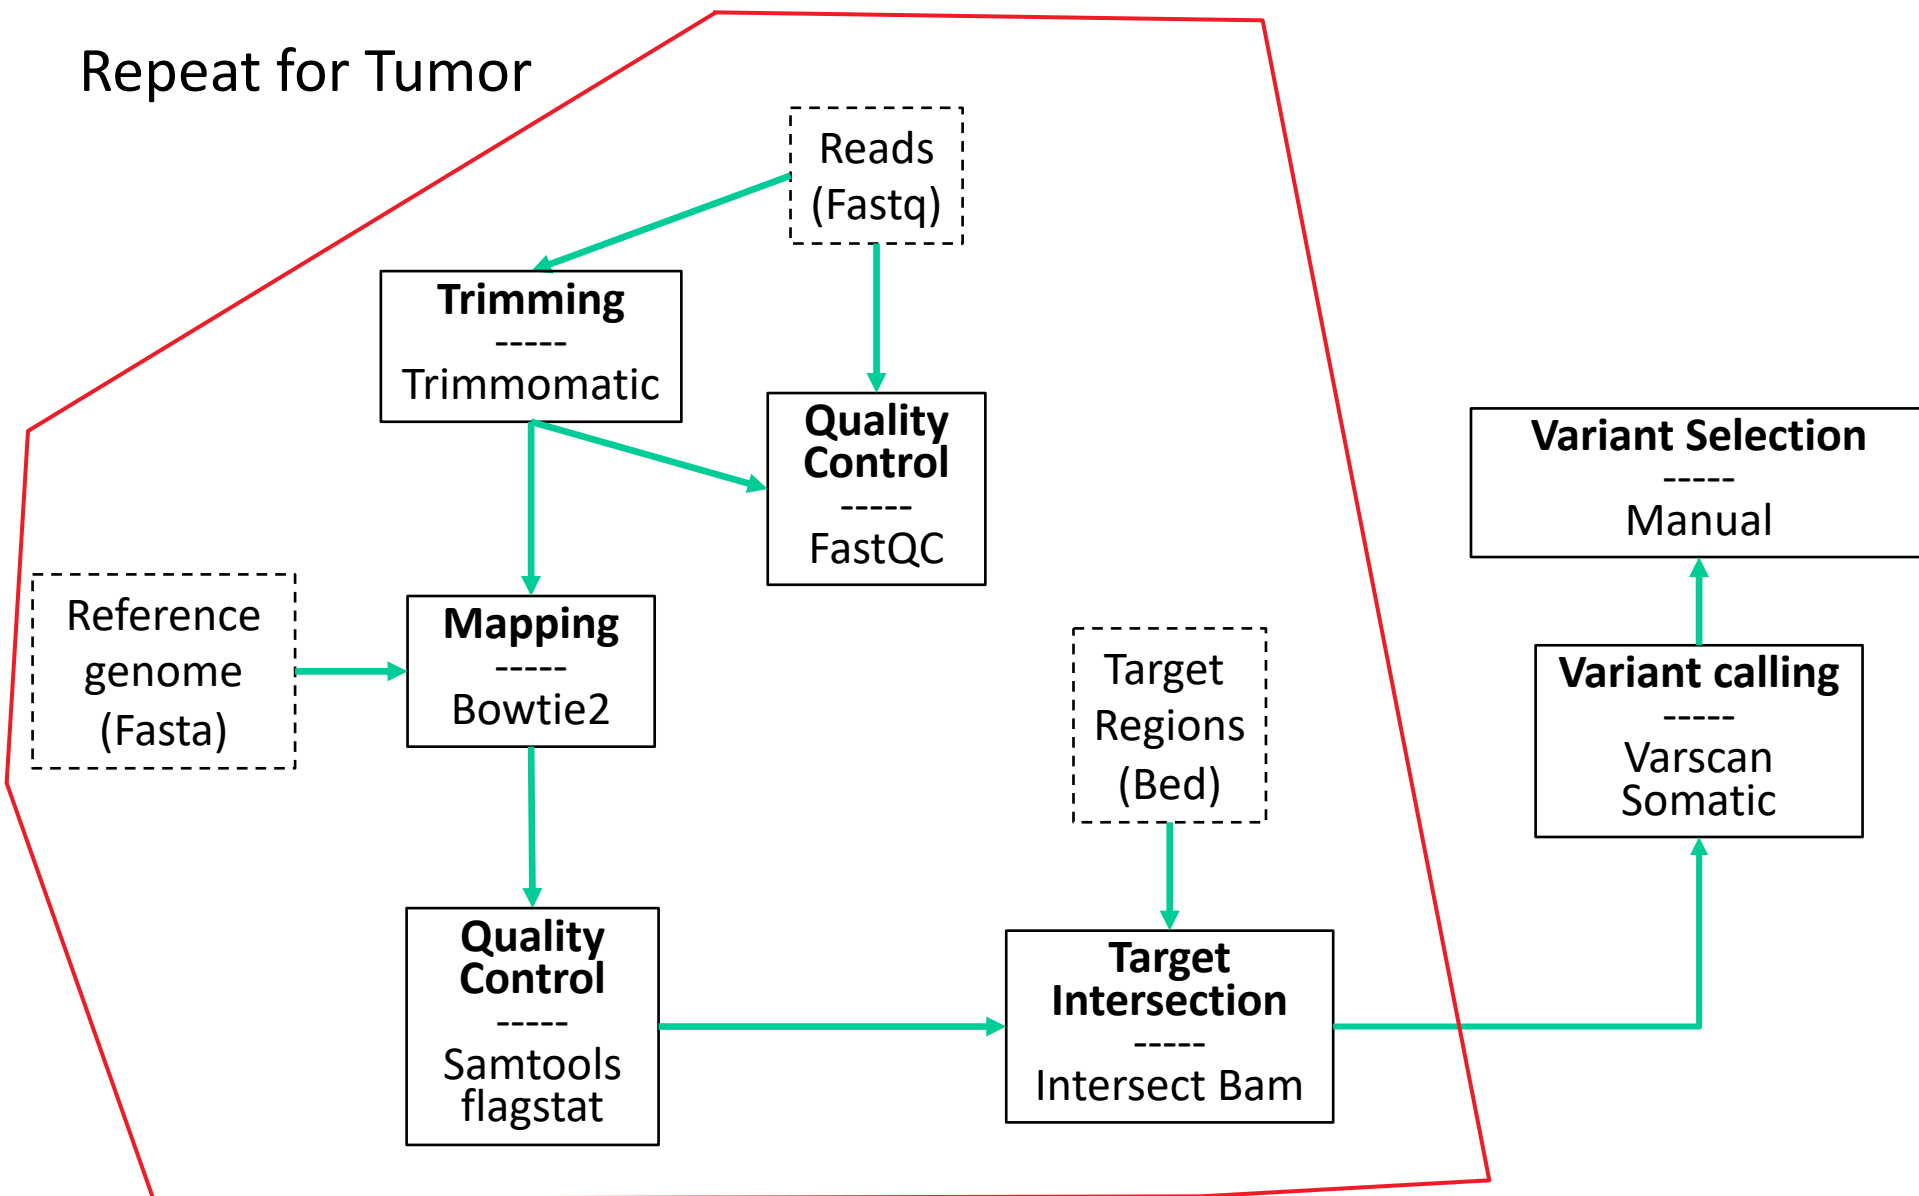 Repeat for Tumor
Reads
(Fastq)
Trimming
-----
Trimmomatic
Quality
Control
-----
FastQC
Reference
genome
(Fasta)
Mapping
-----
Bowtie2
Target
Regions
(Bed)
Quality
Control
-----
Samtools
flagstat
Target
Intersection
-----
Intersect Bam
Variant Selection
-----
Manual
Variant calling
-----
Varscan
Somatic